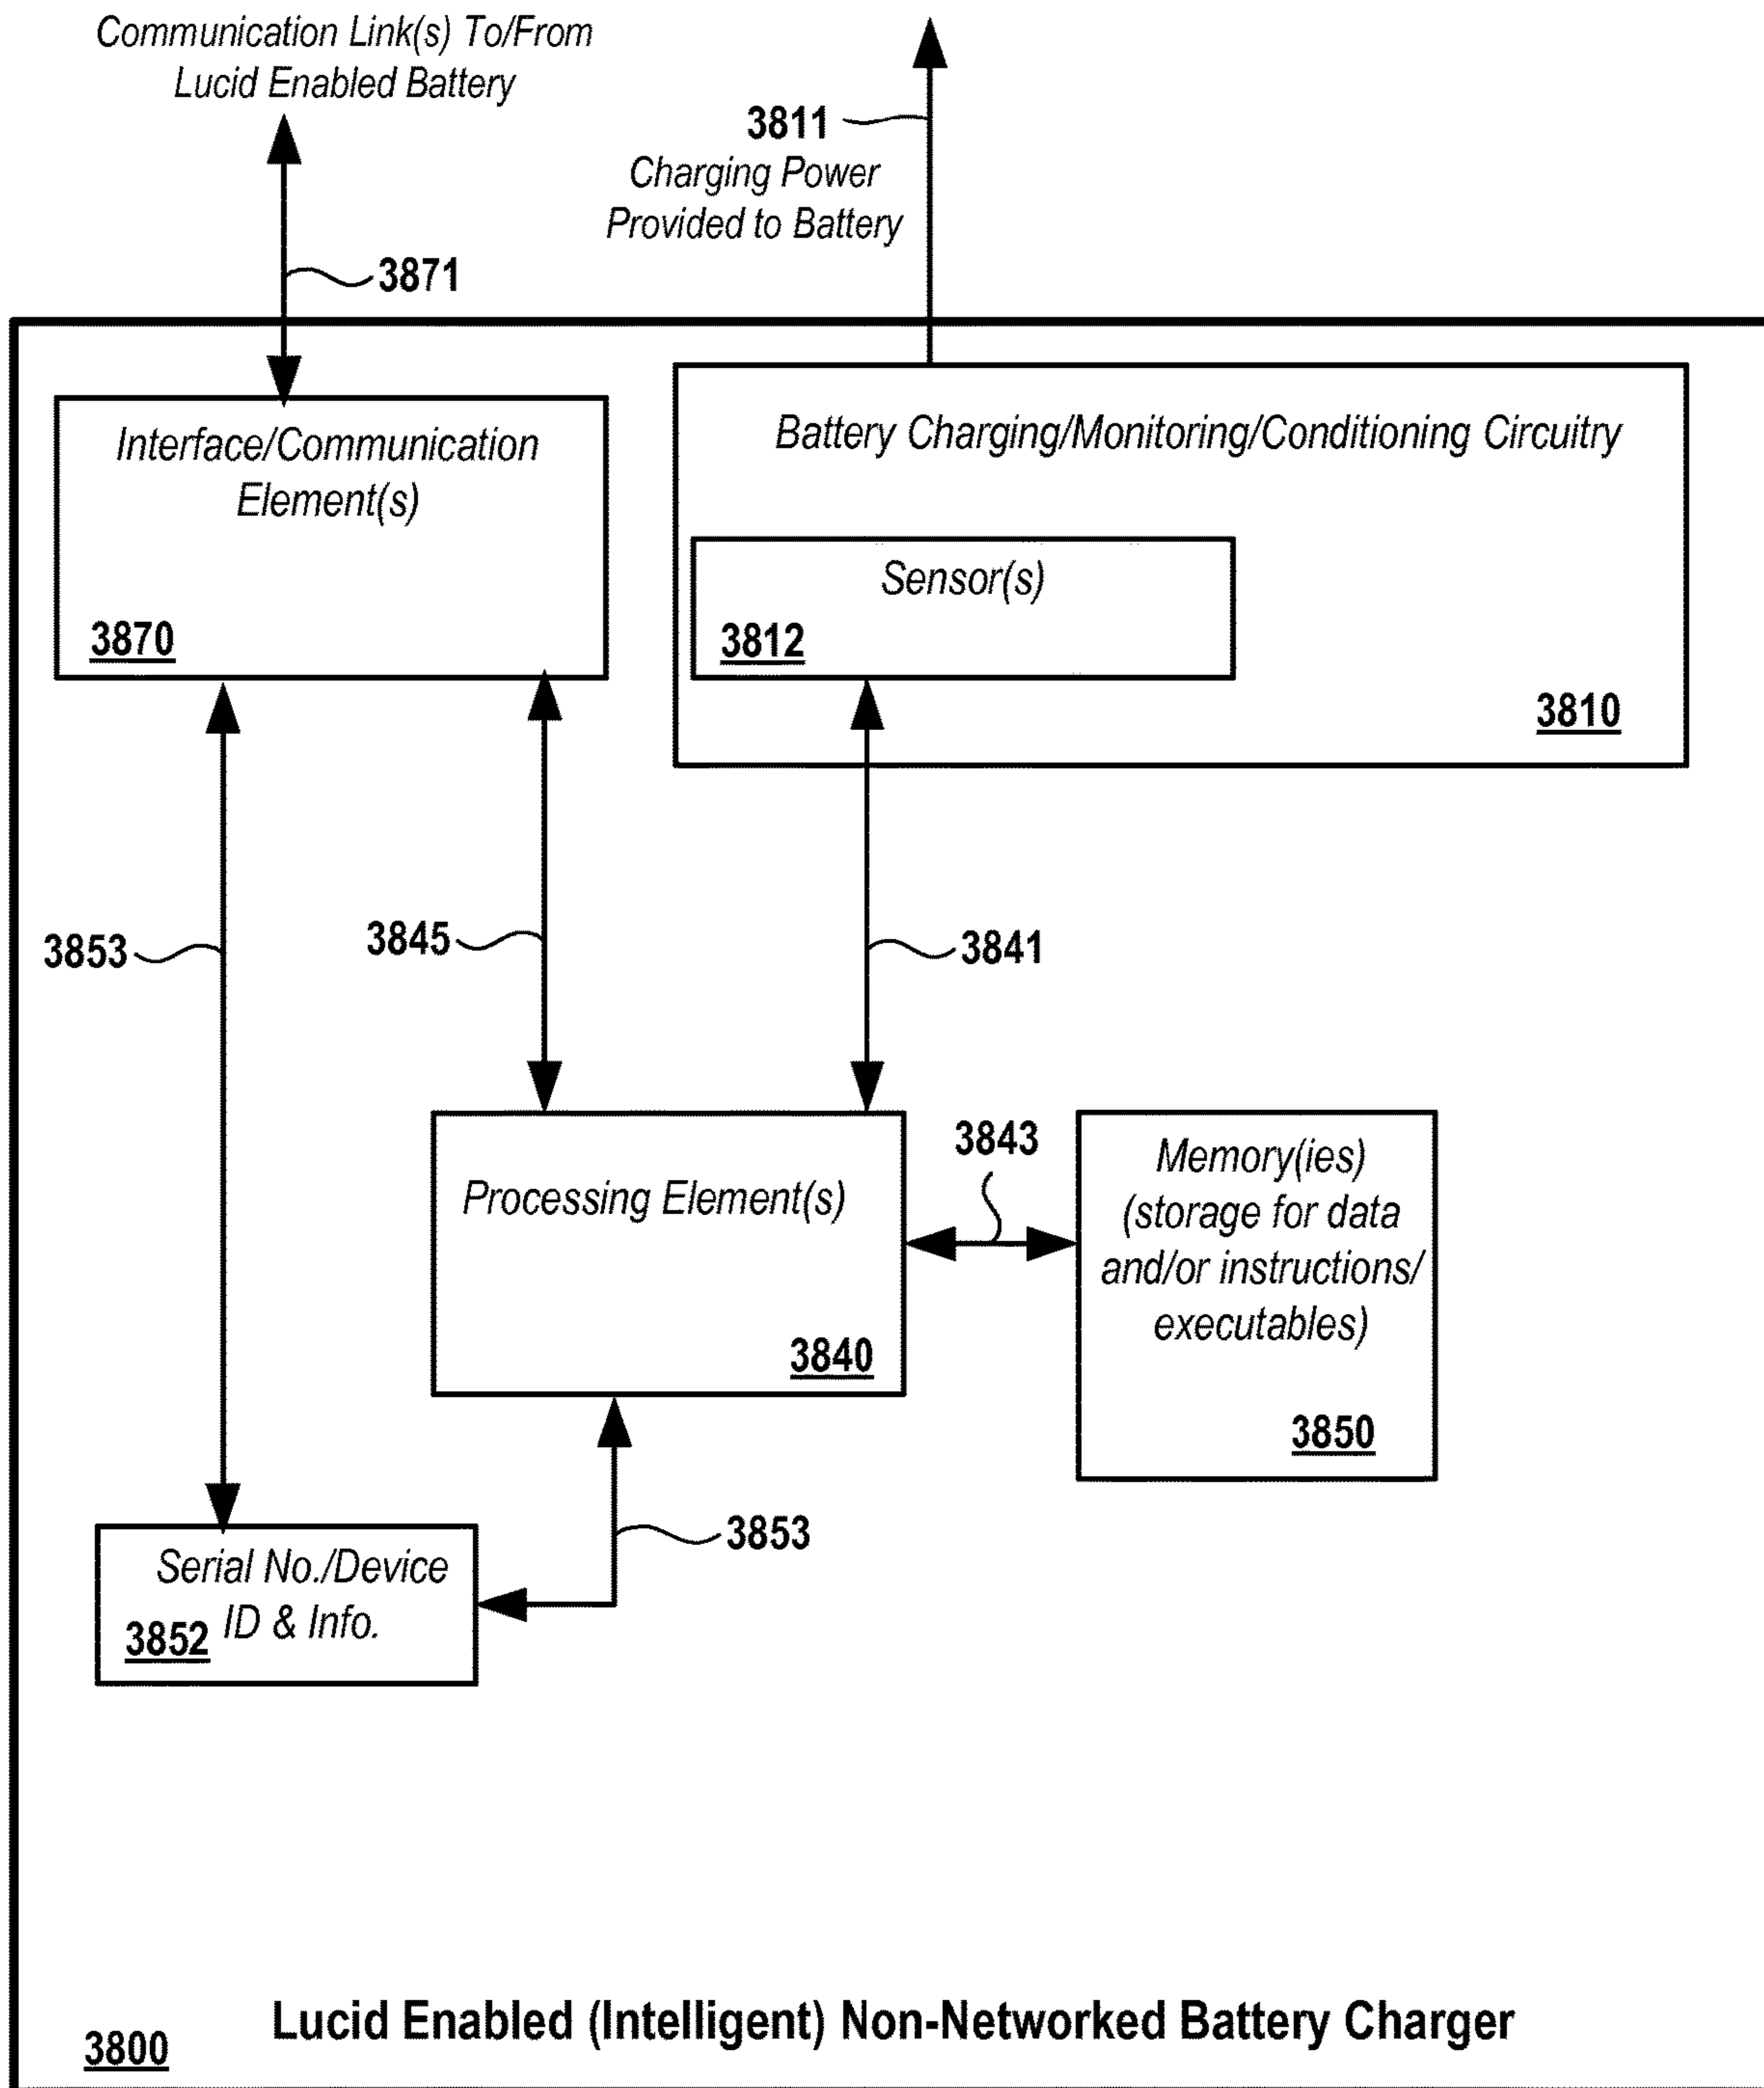 Communication Link(s) To/From
Lucid Enabled Battery
3811
Charging Power
Provided to Battery
3871
Interface/Communication
Element(s)
3870
Battery Charging/Monitoring/Conditioning Circuitry
Sensor(s)
3812
3810
3853
3845
3841
Processing Element(s)
3840
3843
Memory(ies)
(storage for data
and/or instructions/
executables)
3850
3853
Serial No./Device
ID & Info.
3852
Lucid Enabled (Intelligent) Non-Networked Battery Charger
3800